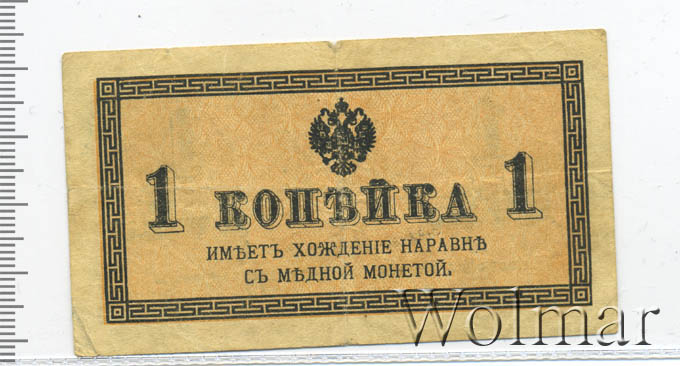 1 КОПѢЙКА 1
ИМѢЕТЪ ХОЖДЕНІЕ НАРАВНѢ
СЪ МѢДНОЙ МОНЕТОЙ.
Wolmar